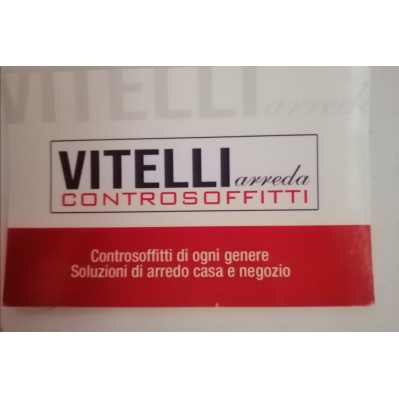 VITELLI arreda
VITELLI arreda
CONTROSOFFITTI
Controsoffitti di ogni genere
Soluzioni di arredo casa e negozio